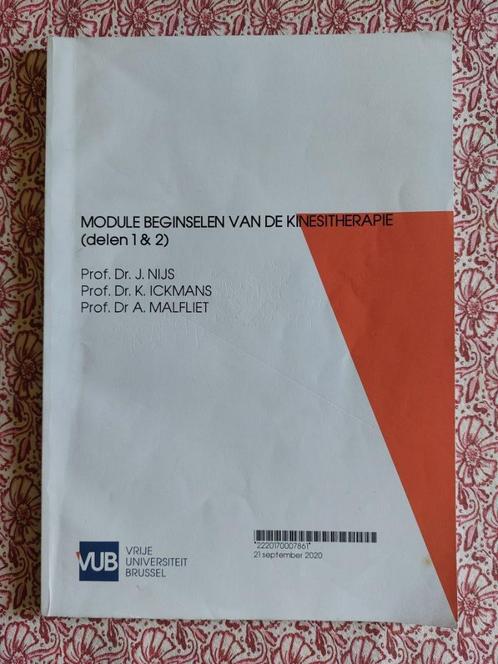 MODULE BEGINSELEN VAN DE KINESITHERAPIE
(delen 1 & 2)
Prof. Dr. J. NIJS
Prof. Dr. K. ICKMANS
Prof. Dr A. MALFLIET
*2220170007861*
21 september 2020
VUB
VRIJE
UNIVERSITEIT
BRUSSEL